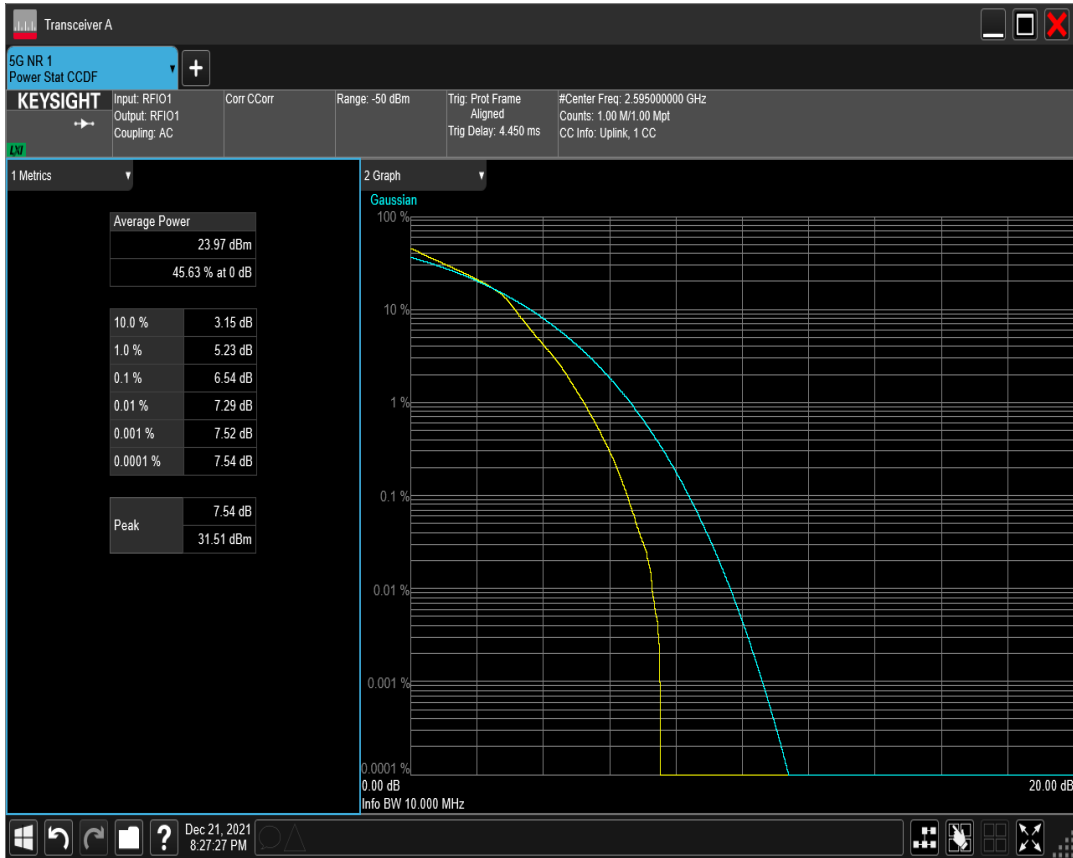 Transceiver A
5G NR 1
Power Stat CCDF
KEYSIGHT
LXI
Input: RFIO1
Output: RFIO1
Coupling: AC
Corr CCorr
Range: -50 dBm
Trig: Prot Frame
Aligned
Trig Delay: 4.450 ms
#Center Freq: 2.595000000 GHz
Counts: 1.00 M/1.00 Mpt
CC Info: Uplink, 1 CC
1 Metrics
Average Power
23.97 dBm
45.63 % at 0 dB
10.0 % 3.15 dB
1.0 % 5.23 dB
0.1 % 6.54 dB
0.01 % 7.29 dB
0.001 % 7.52 dB
0.0001 % 7.54 dB
Peak 7.54 dB
31.51 dBm
2 Graph
Gaussian
100 %
10 %
1 %
0.1 %
0.01 %
0.001 %
0.0001 %
0.00 dB 20.00 dB
Info BW 10.000 MHz
?
Dec 21, 2021
8:27:27 PM